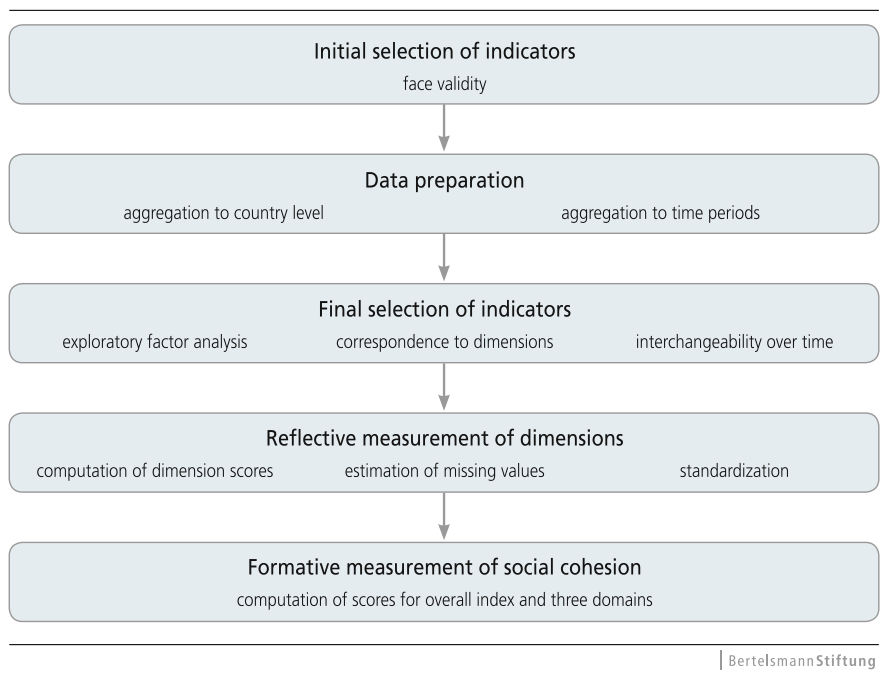 Initial selection of indicators
face validity
Data preparation
aggregation to country level aggregation to time periods
Final selection of indicators
exploratory factor analysis correspondence to dimensions interchangeability over time
Reflective measurement of dimensions
computation of dimension scores estimation of missing values standardization
Formative measurement of social cohesion
computation of scores for overall index and three domains
BertelsmannStiftung